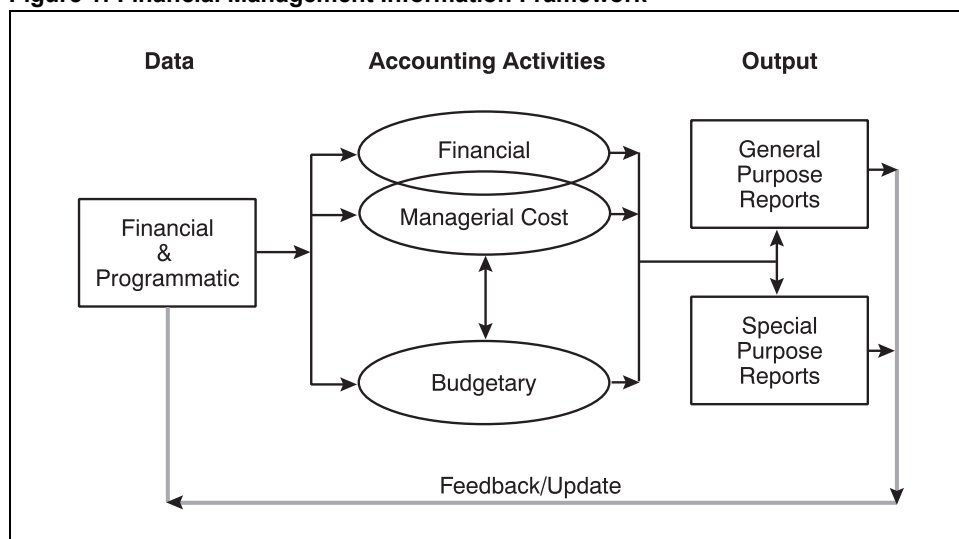 Figure 1: Financial Management Information Framework
Data
Accounting Activities
Output
Financial
&
Programmatic
Financial
Managerial Cost
Budgetary
General
Purpose
Reports
Special
Purpose
Reports
Feedback/Update